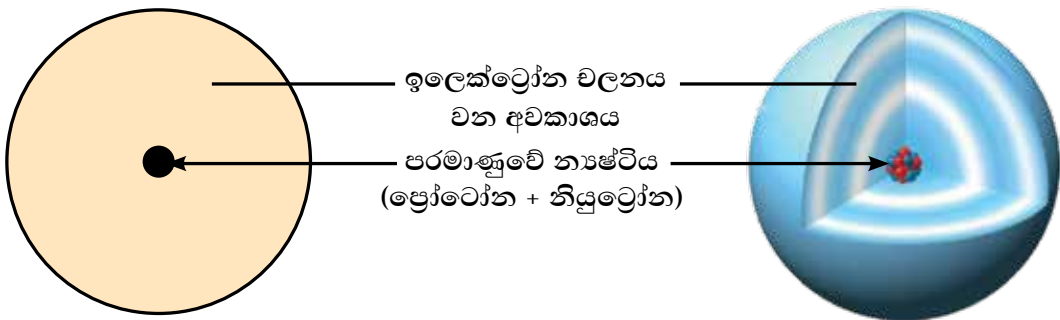 ඉලෙක්ට්‍රෝන චලනය
වන අවකාශය
පරමාණුවේ න්‍යෂ්ටිය
(ප්‍රෝටෝන + නියුට්‍රෝන)